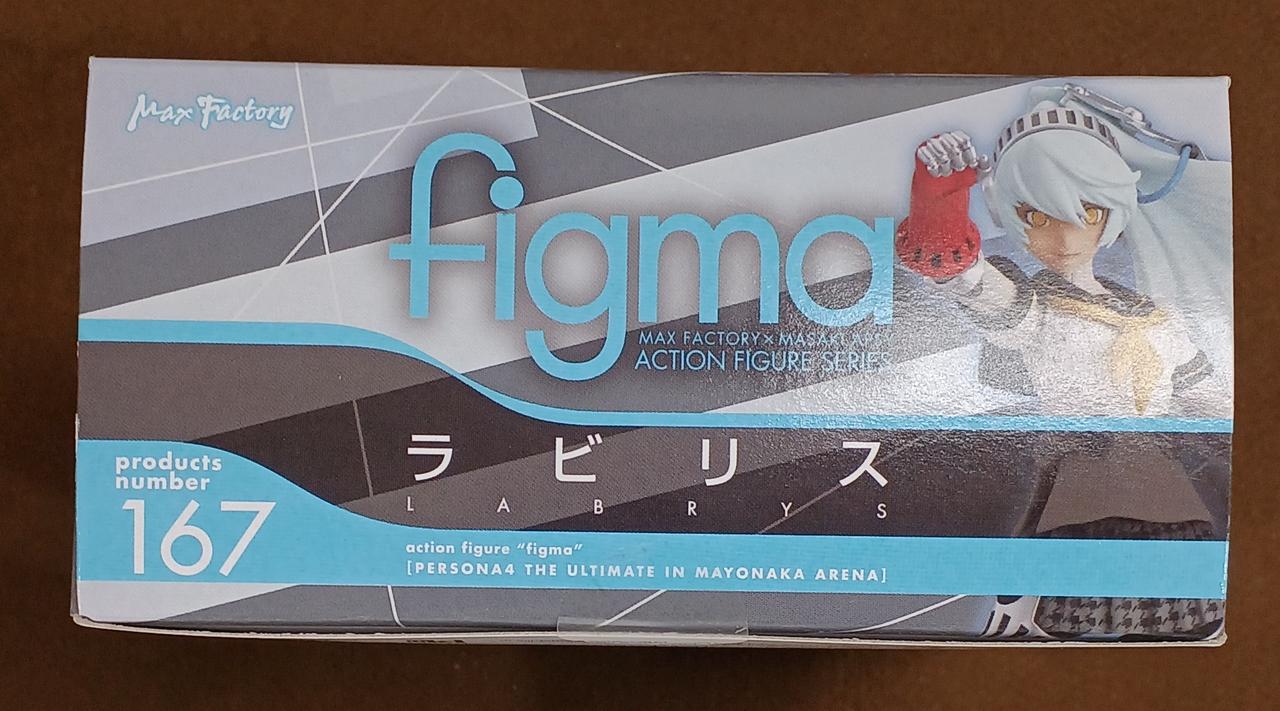 Max Factory
figma
MAX FACTORY×MASAKI APSY
ACTION FIGURE SERIES
ラビリス
LABRYS
products
number
167
action figure "figma"
[PERSONA4 THE ULTIMATE IN MAYONAKA ARENA]